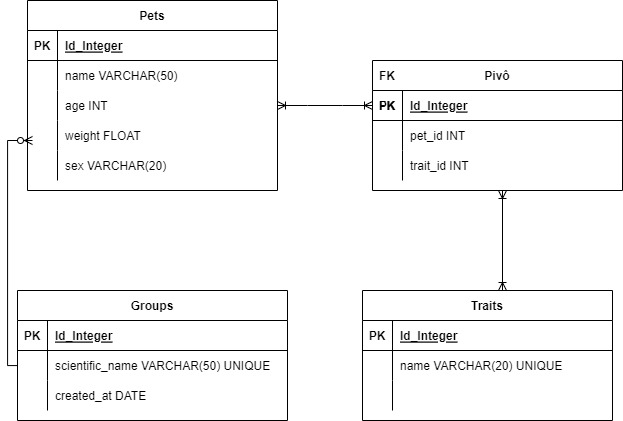 Pets
PK Id_Integer
name VARCHAR(50)
age INT
weight FLOAT
sex VARCHAR(20)
FK Pivô
PK Id_Integer
pet_id INT
trait_id INT
Groups
PK Id_Integer
scientific_name VARCHAR(50) UNIQUE
created_at DATE
Traits
PK Id_Integer
name VARCHAR(20) UNIQUE